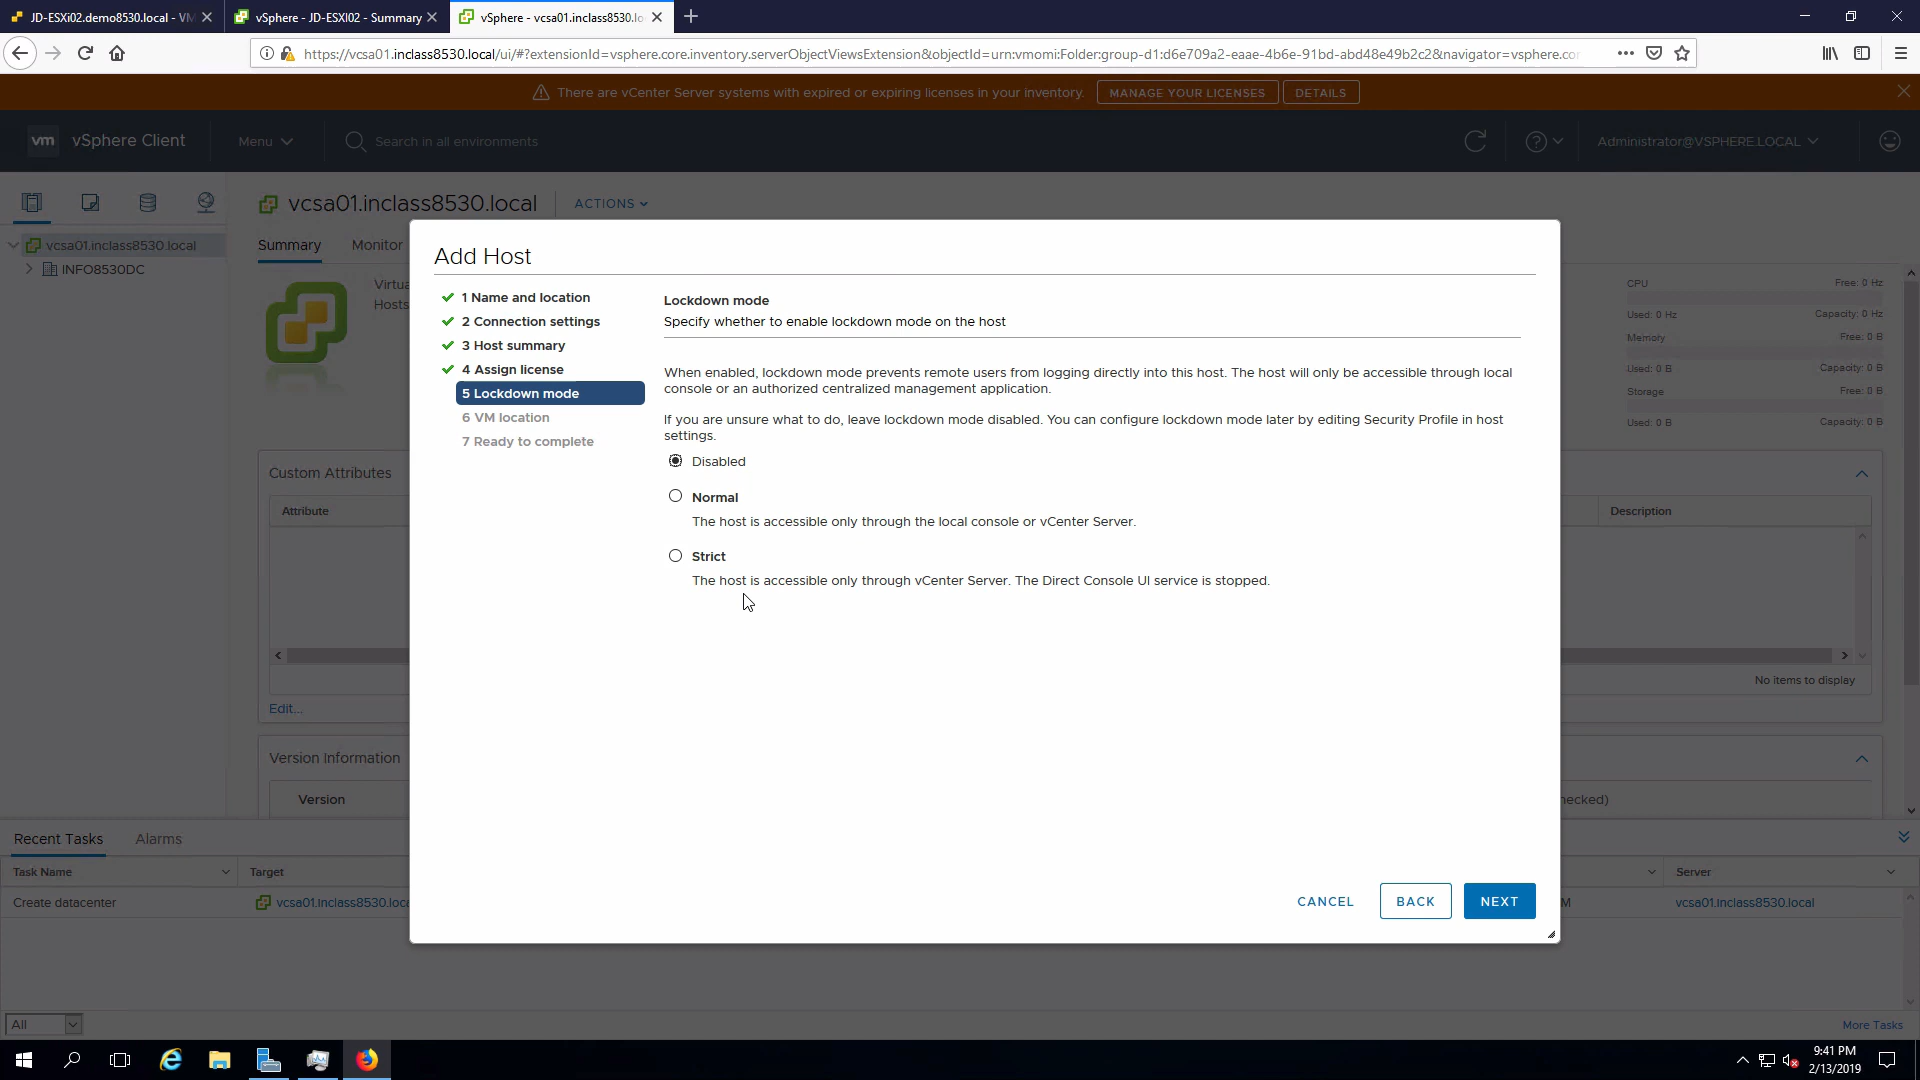 JD-ESXi02.demo8530.local - VM
vSphere - JD-ESXI02 - Summary
vSphere - vcsa01.inclass8530.lo
https://vcsa01.inclass8530.local/ui/#?extensionId=vsphere.core.inventory.serverObjectViewsExtension&objectId=urn:vmomi:Folder:group-d1:d6e709a2-eaae-4b6e-91bd-abd48e49b2c2&navigator=vsphere.co
There are vCenter Server systems with expired or expiring licenses in your inventory.
MANAGE YOUR LICENSES
DETAILS
vm
vSphere Client
Menu
Search in all environments
Administrator@VSPHERE.LOCAL
vcsa01.inclass8530.local
ACTIONS
vcsa01.inclass8530.local
INFO8530DC
Summary
Monitor
Virtua
Hosts
CPU
Free: 0 Hz
Used: 0 Hz
Capacity: 0 Hz
Memory
Free: 0 B
Used: 0 B
Capacity: 0 B
Storage
Free: 0 B
Used: 0 B
Capacity: 0 B
Add Host
1 Name and location
2 Connection settings
3 Host summary
4 Assign license
5 Lockdown mode
6 VM location
7 Ready to complete
Lockdown mode
Specify whether to enable lockdown mode on the host
When enabled, lockdown mode prevents remote users from logging directly into this host. The host will only be accessible through local
console or an authorized centralized management application.
If you are unsure what to do, leave lockdown mode disabled. You can configure lockdown mode later by editing Security Profile in host
settings.
Disabled
Normal
The host is accessible only through the local console or vCenter Server.
Strict
The host is accessible only through vCenter Server. The Direct Console UI service is stopped.
CANCEL
BACK
NEXT
Custom Attributes
Attribute
Description
No items to display
Edit...
Version Information
Version
hecked)
Recent Tasks
Alarms
Task Name
Target
Server
Create datacenter
vcsa01.inclass8530.loca
M
vcsa01.inclass8530.local
All
More Tasks
9:41 PM
2/13/2019